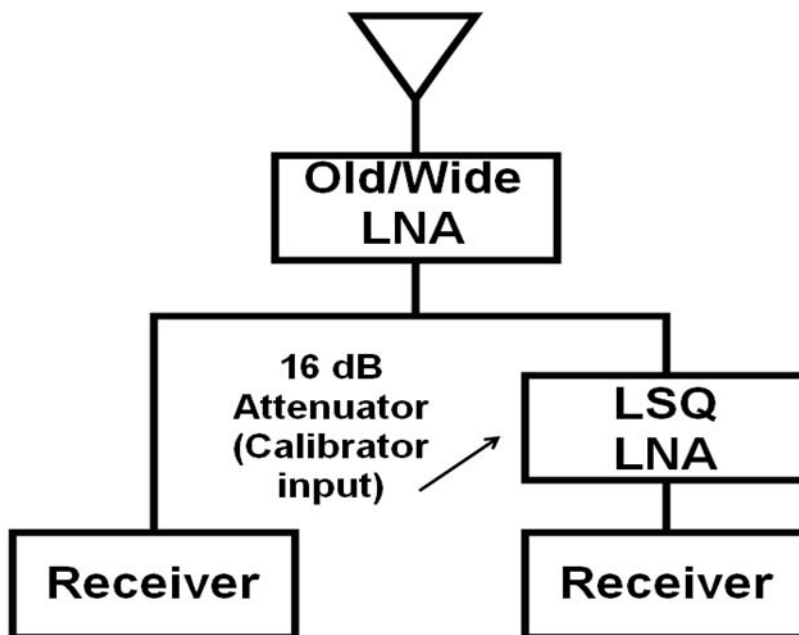 Old/Wide
LNA
16 dB
Attenuator
(Calibrator
input)
LSQ
LNA
Receiver
Receiver